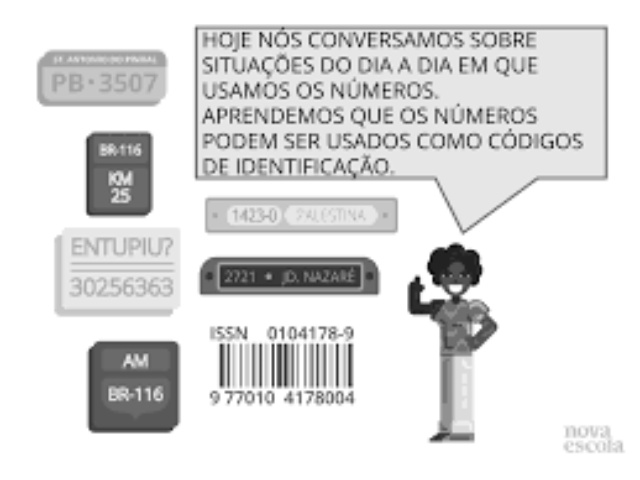 HOJE NÓS CONVERSAMOS SOBRE
SITUAÇÕES DO DIA A DIA EM QUE
USAMOS OS NÚMEROS.
APRENDEMOS QUE OS NÚMEROS
PODEM SER USADOS COMO CÓDIGOS
DE IDENTIFICAÇÃO.
ST. ANTONIO DO PINHAL
PB·3507
BR-116
KM
25
1423-0 PALESTINA
ENTUPIU?
30256363
2721 • JD. NAZARÉ
ISSN 0104178-9
9 77010 4178004
AM
BR-116
nova
escola